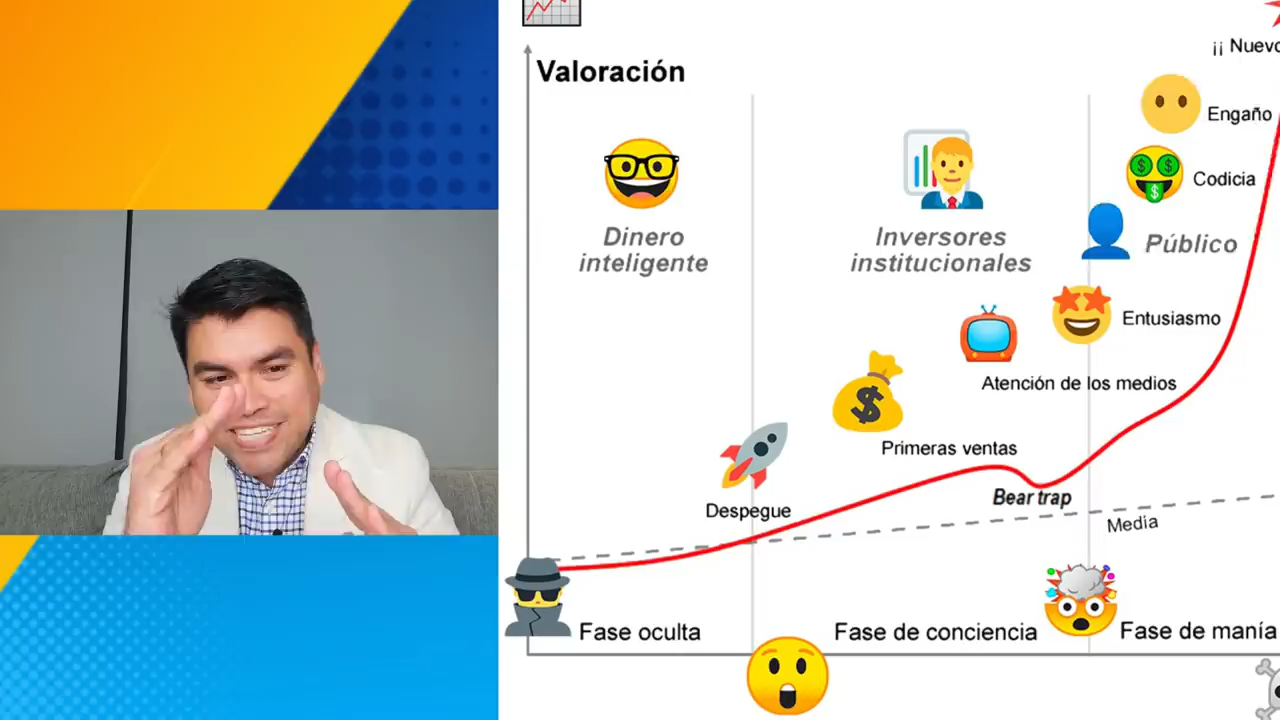 ¡¡ Nuevo
Valoración
Engaño
Codicia
Dinero
inteligente
Inversores
institucionales
Público
Entusiasmo
Atención de los medios
Primeras ventas
Bear trap
Despegue
Media
Fase oculta
Fase de conciencia
Fase de manía